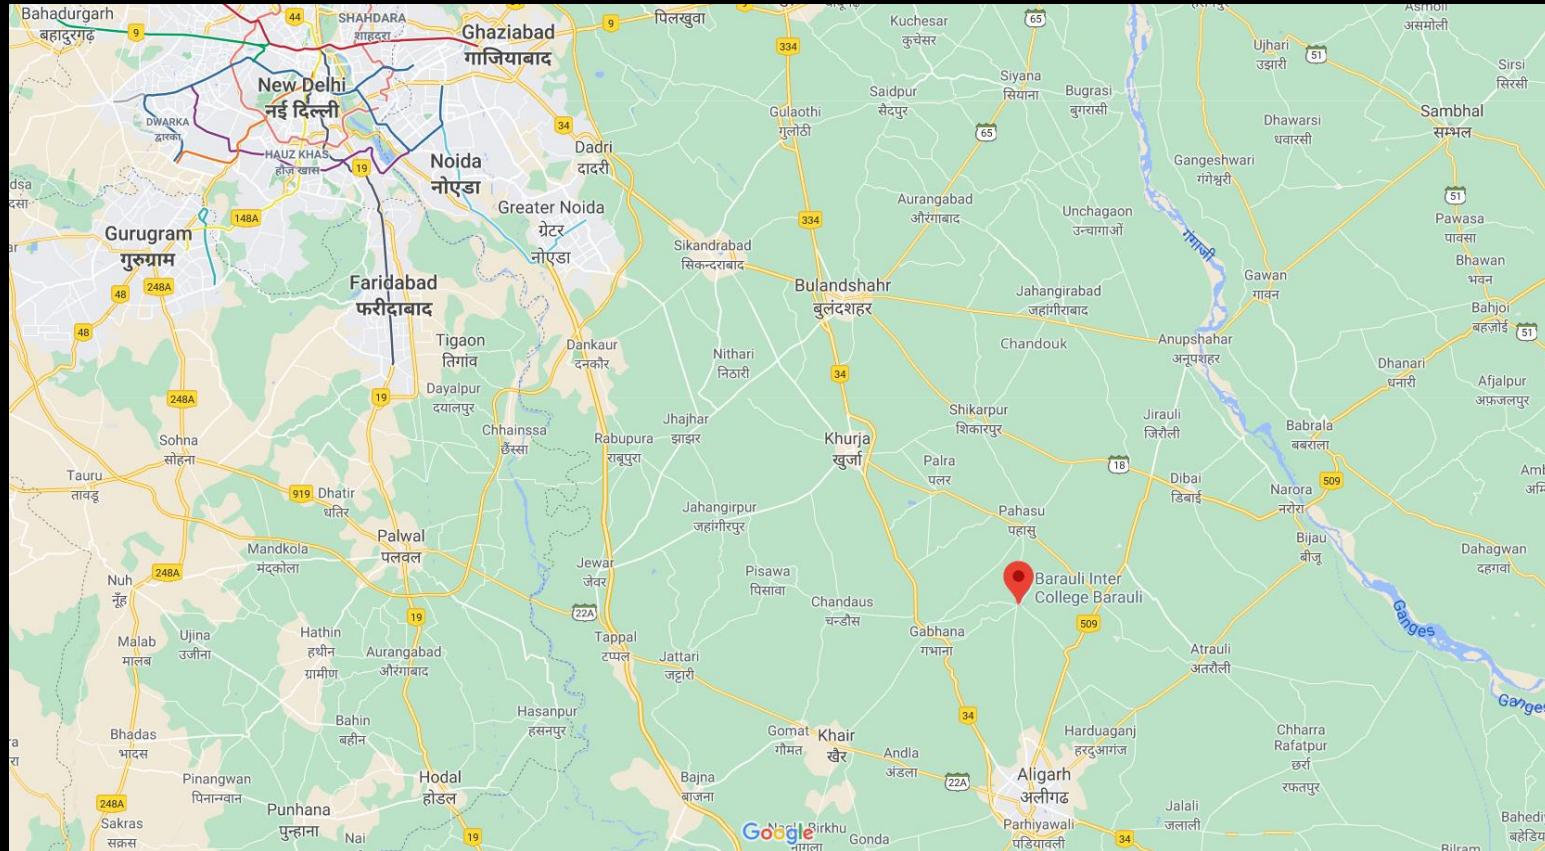 Bahadurgarh
बहादुरगढ़
9
44
SHAHDARA
शाहदरा
Ghaziabad
गाजियाबाद
9
पिलखुवा
334
Kuchesar
कुचेसर
65
Asmoli
असमोली
Ujhari
उझारी
51
Sirsi
सिरसी
New Delhi
नई दिल्ली
DWARKA
द्वारका
HAUZ KHAS
हौज़ खास
19
Noida
नोएडा
34
Dadri
दादरी
Gulaothi
गुलोठी
Saidpur
सैदपुर
Siyana
सियाना
65
Bugrasi
बुगरासी
Dhawarsi
धवारसी
Sambhal
सम्भल
Gangeshwari
गंगेश्वरी
51
148A
Greater Noida
ग्रेटर
नोएडा
334
Aurangabad
औरंगाबाद
Unchagaon
उन्चागाओं
गंगाजी
Pawasa
पावसा
Gurugram
गुरुग्राम
Sikandrabad
सिकन्दराबाद
Bhawan
भवन
248A
48
Faridabad
फरीदाबाद
Bulandshahr
बुलंदशहर
Jahangirabad
जहांगीराबाद
Gawan
गावन
Bahjoi
बहजोई
51
48
Tigaon
तिगांव
Dankaur
दनकौर
Nithari
निठारी
Chandouk
Anupshahar
अनूपशहर
Dhanari
धनारी
34
248A
19
Dayalpur
दयालपुर
Afjalpur
अफ़जलपुर
Sohna
सोहना
Chhainssa
छैंस्सा
Rabupura
राबूपुरा
Jhajhar
झाझर
Khurja
खुर्जा
Shikarpur
शिकारपुर
Jirauli
जिरौली
Babrala
बबराला
Tauru
तावडू
919
Dhatir
धतिर
Palra
पलर
18
Dibai
डिबाई
Narora
नरोरा
509
Palwal
पलवल
Jahangirpur
जहांगीरपुर
Pahasu
पहासु
Bijau
बीजू
Dahagwan
दहगवां
Mandkola
मंद्कोला
Nuh
नूँह
248A
Jewar
जेवर
Pisawa
पिसावा
Barauli Inter
College Barauli
Chandaus
चन्डौस
22A
19
509
Gabhana
गभाना
Ganges
Malab
मालब
Ujina
उजीना
Hathin
हथीन
ग्रामीण
Aurangabad
औरंगाबाद
Tappal
टप्पल
Jattari
जट्टारी
Atrauli
अतरौली
Ganges
Bhadas
भादस
Bahin
बहीन
Hasanpur
हसनपुर
34
Gomat
गौमत
Khair
खैर
Andla
अंडला
Harduaganj
हरदुआगंज
Chharra
Rafatpur
छर्रा
रफतपुर
Pinangwan
पिनान्ग्वान
Hodal
होडल
Bajna
बाजना
22A
Aligarh
अलीगढ
248A
Sakras
सक्रस
Punhana
पुन्हाना
Nai
19
Google
Birkhu
नागला
Gonda
Parhiyawali
पडियावली
34
Jalali
जलाली
Bilram